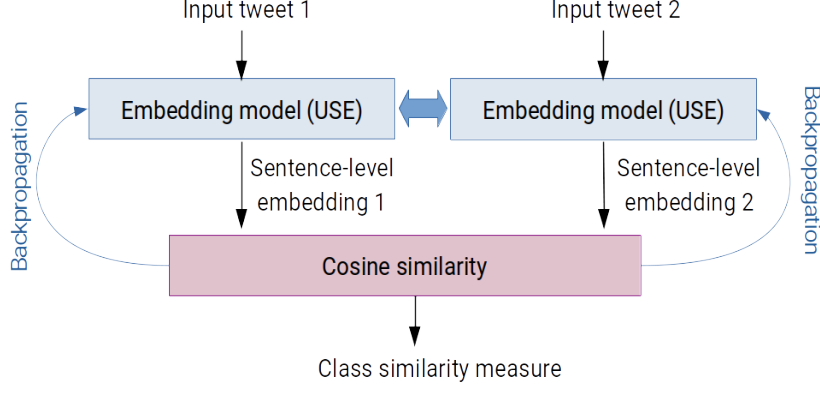 Input tweet 1
Input tweet 2
Embedding model (USE)
Embedding model (USE)
Backpropagation
Backpropagation
Sentence-level
embedding 1
Sentence-level
embedding 2
Cosine similarity
Class similarity measure